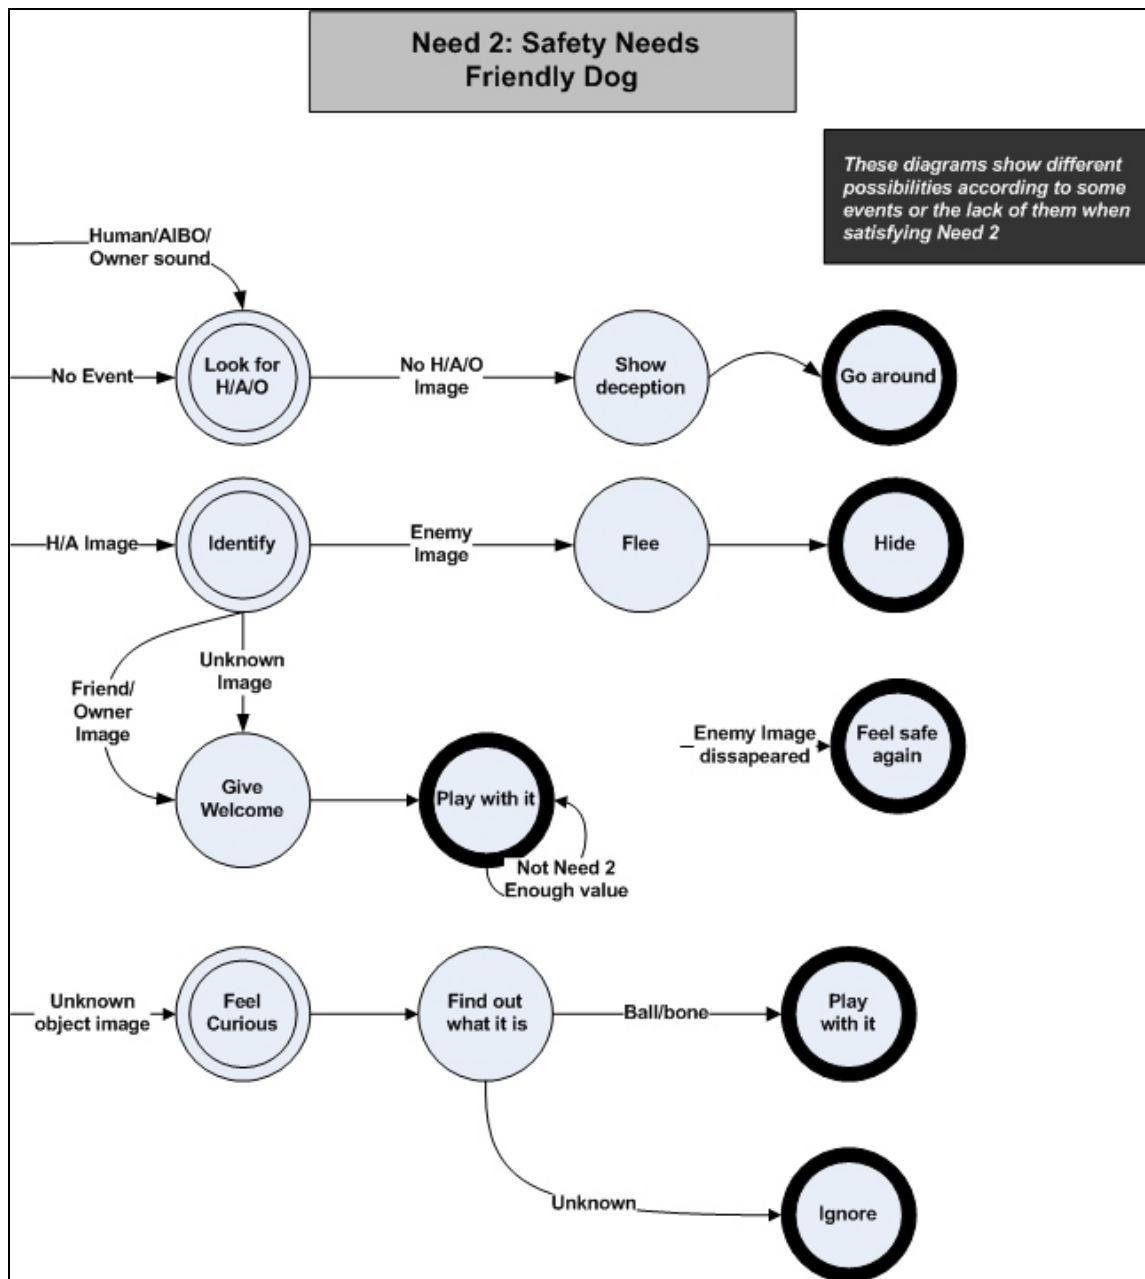 Need 2: Safety Needs
Friendly Dog
These diagrams show different
possibilities according to some
events or the lack of them when
satisfying Need 2
Human/AIBO/
Owner sound
No Event
Look for
H/A/O
No H/A/O
Image
Show
deception
Go around
H/A Image
Identify
Enemy
Image
Flee
Hide
Friend/
Owner
Image
Unknown
Image
Give
Welcome
Play with it
Not Need 2
Enough value
Enemy Image
dissapeared
Feel safe
again
Unknown
object image
Feel
Curious
Find out
what it is
Ball/bone
Play
with it
Unknown
Ignore